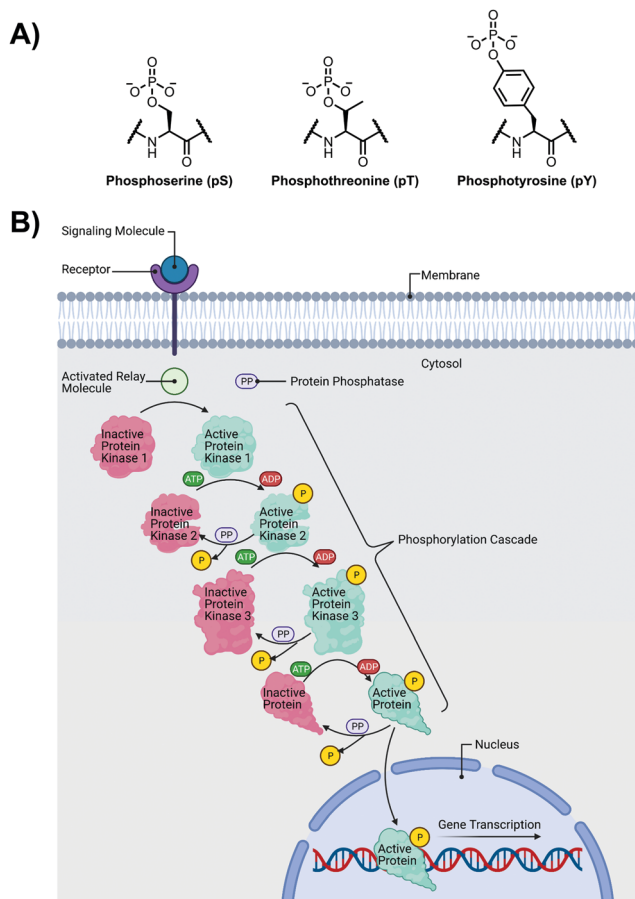 A)
O
P
O
O
O
N
H
O
Phosphoserine (pS)
O
P
O
O
O
N
H
O
Phosphothreonine (pT)
O
P
O
O
O
N
H
O
Phosphotyrosine (pY)
B)
Signaling Molecule
Receptor
Membrane
Cytosol
Activated Relay
Molecule
PP
Protein Phosphatase
Inactive
Protein
Kinase 1
Active
Protein
Kinase 1
ATP
ADP
P
Inactive
Protein
Kinase 2
Active
Protein
Kinase 2
PP
P
ATP
ADP
Phosphorylation Cascade
P
Inactive
Protein
Kinase 3
Active
Protein
Kinase 3
PP
P
ATP
ADP
P
Inactive
Protein
Active
Protein
PP
P
Nucleus
P
Gene Transcription
Active
Protein